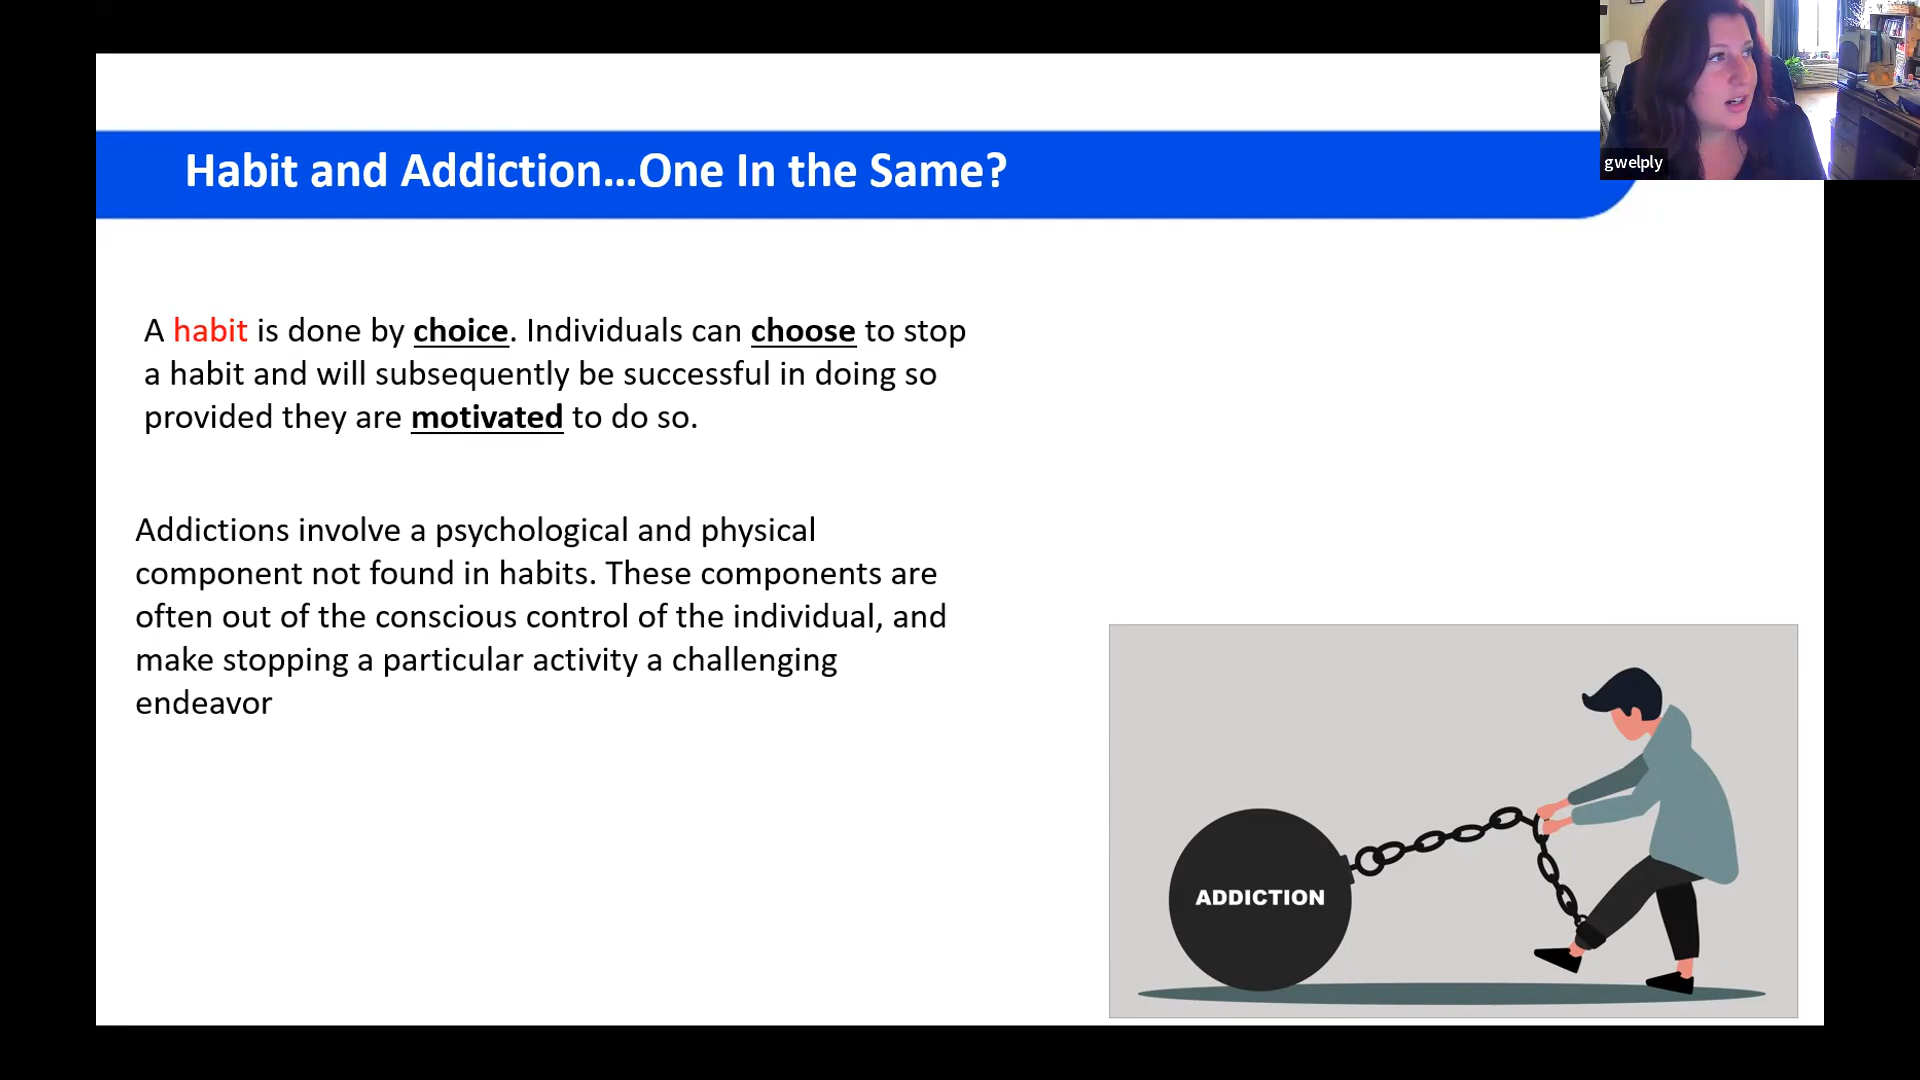 Habit and Addiction...One In the Same?
gwelply
A habit is done by choice. Individuals can choose to stop
a habit and will subsequently be successful in doing so
provided they are motivated to do so.
Addictions involve a psychological and physical
component not found in habits. These components are
often out of the conscious control of the individual, and
make stopping a particular activity a challenging
endeavor
ADDICTION